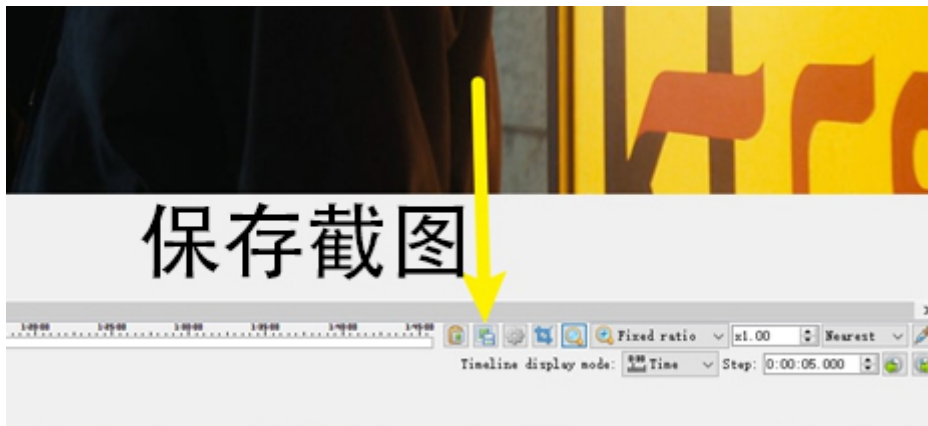 保存截图
Fixed ratio x1.00 Nearest
Timeline display mode: Time Step: 0:00:05.000